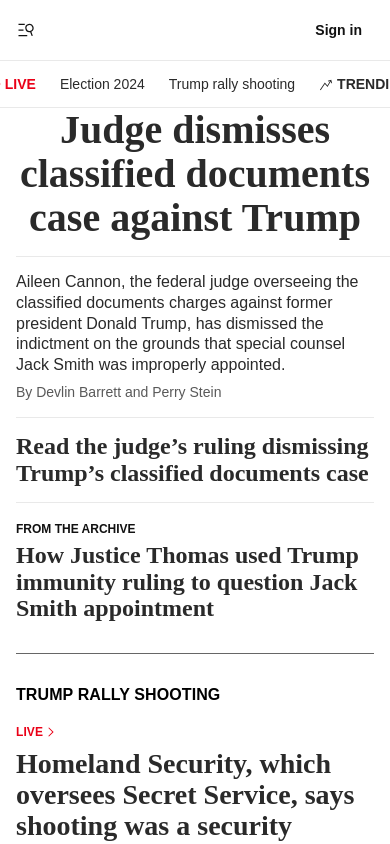 Sign in
LIVE Election 2024 Trump rally shooting TRENDI
Judge dismisses
classified documents
case against Trump
Aileen Cannon, the federal judge overseeing the
classified documents charges against former
president Donald Trump, has dismissed the
indictment on the grounds that special counsel
Jack Smith was improperly appointed.
By Devlin Barrett and Perry Stein
Read the judge’s ruling dismissing
Trump’s classified documents case
FROM THE ARCHIVE
How Justice Thomas used Trump
immunity ruling to question Jack
Smith appointment
TRUMP RALLY SHOOTING
LIVE
Homeland Security, which
oversees Secret Service, says
shooting was a security